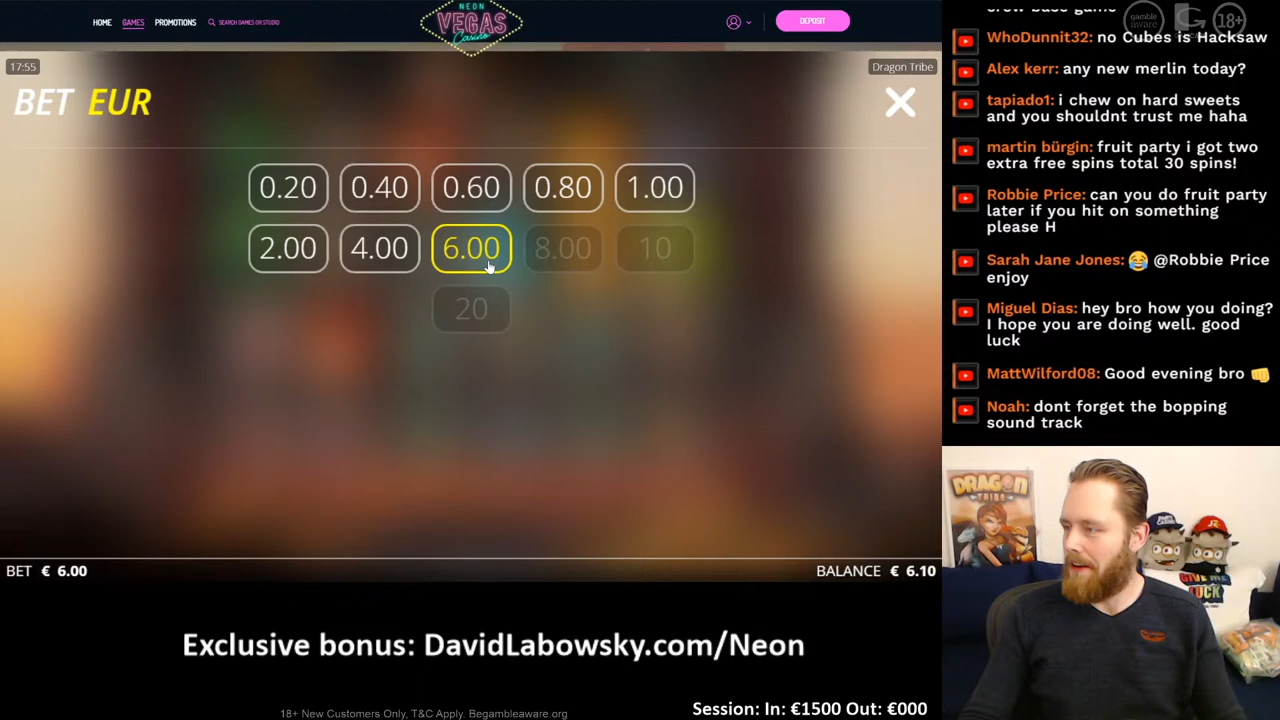 HOME GAMES PROMOTIONS SEARCH GAMES OR STUDIO
NEON
VEGAS
Casino
DEPOSIT
17:55
Dragon Tribe
BET EUR
0.20 0.40 0.60 0.80 1.00
2.00 4.00 6.00 8.00 10
20
BET € 6.00
BALANCE € 6.10
Exclusive bonus: DavidLabowsky.com/Neon
18+ New Customers Only, T&C Apply. Begambleaware.org
Session: In: €1500 Out: €000
gamble
aware
18+
WhoDunnit32: no Cubes is Hacksaw
Alex kerr: any new merlin today?
tapiado1: i chew on hard sweets
and you shouldnt trust me haha
martin bürgin: fruit party i got two
extra free spins total 30 spins!
Robbie Price: can you do fruit party
later if you hit on something
please H
Sarah Jane Jones: 😂 @Robbie Price
enjoy
Miguel Dias: hey bro how you doing?
I hope you are doing well. good
luck
MattWilford08: Good evening bro 👊
Noah: dont forget the bopping
sound track
DRAGON
TRIBE
GIVE ME
LUCK